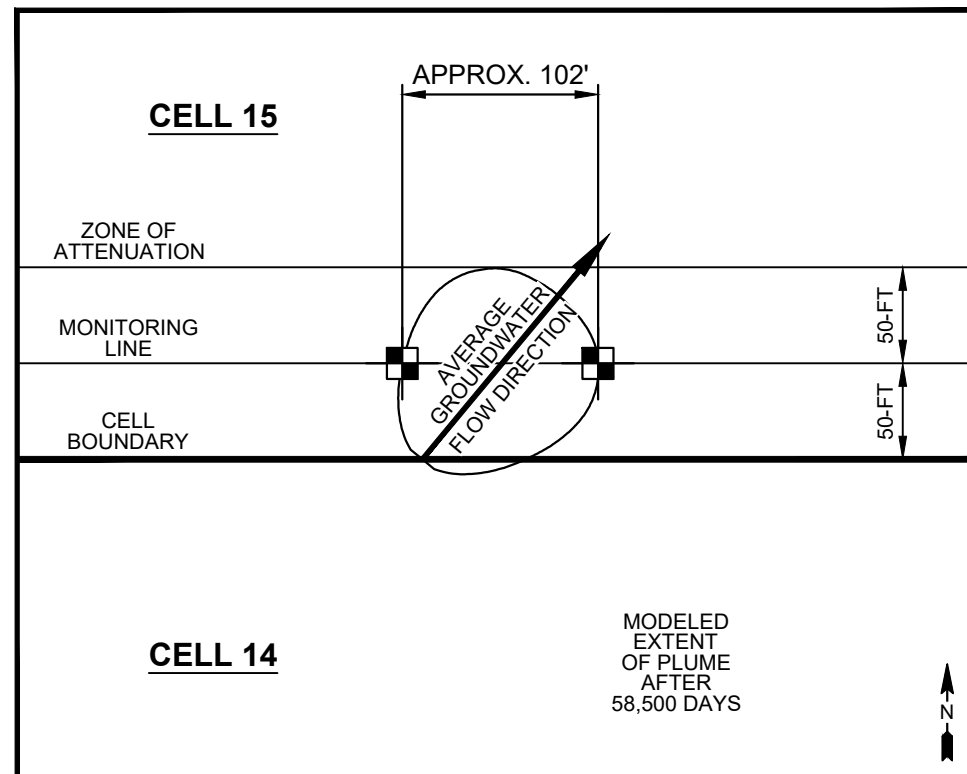 APPROX. 102'
CELL 15
ZONE OF
ATTENUATION
MONITORING
LINE
CELL
BOUNDARY
AVERAGE
GROUNDWATER
FLOW DIRECTION
50-FT
50-FT
CELL 14
MODELED
EXTENT
OF PLUME
AFTER
58,500 DAYS
N